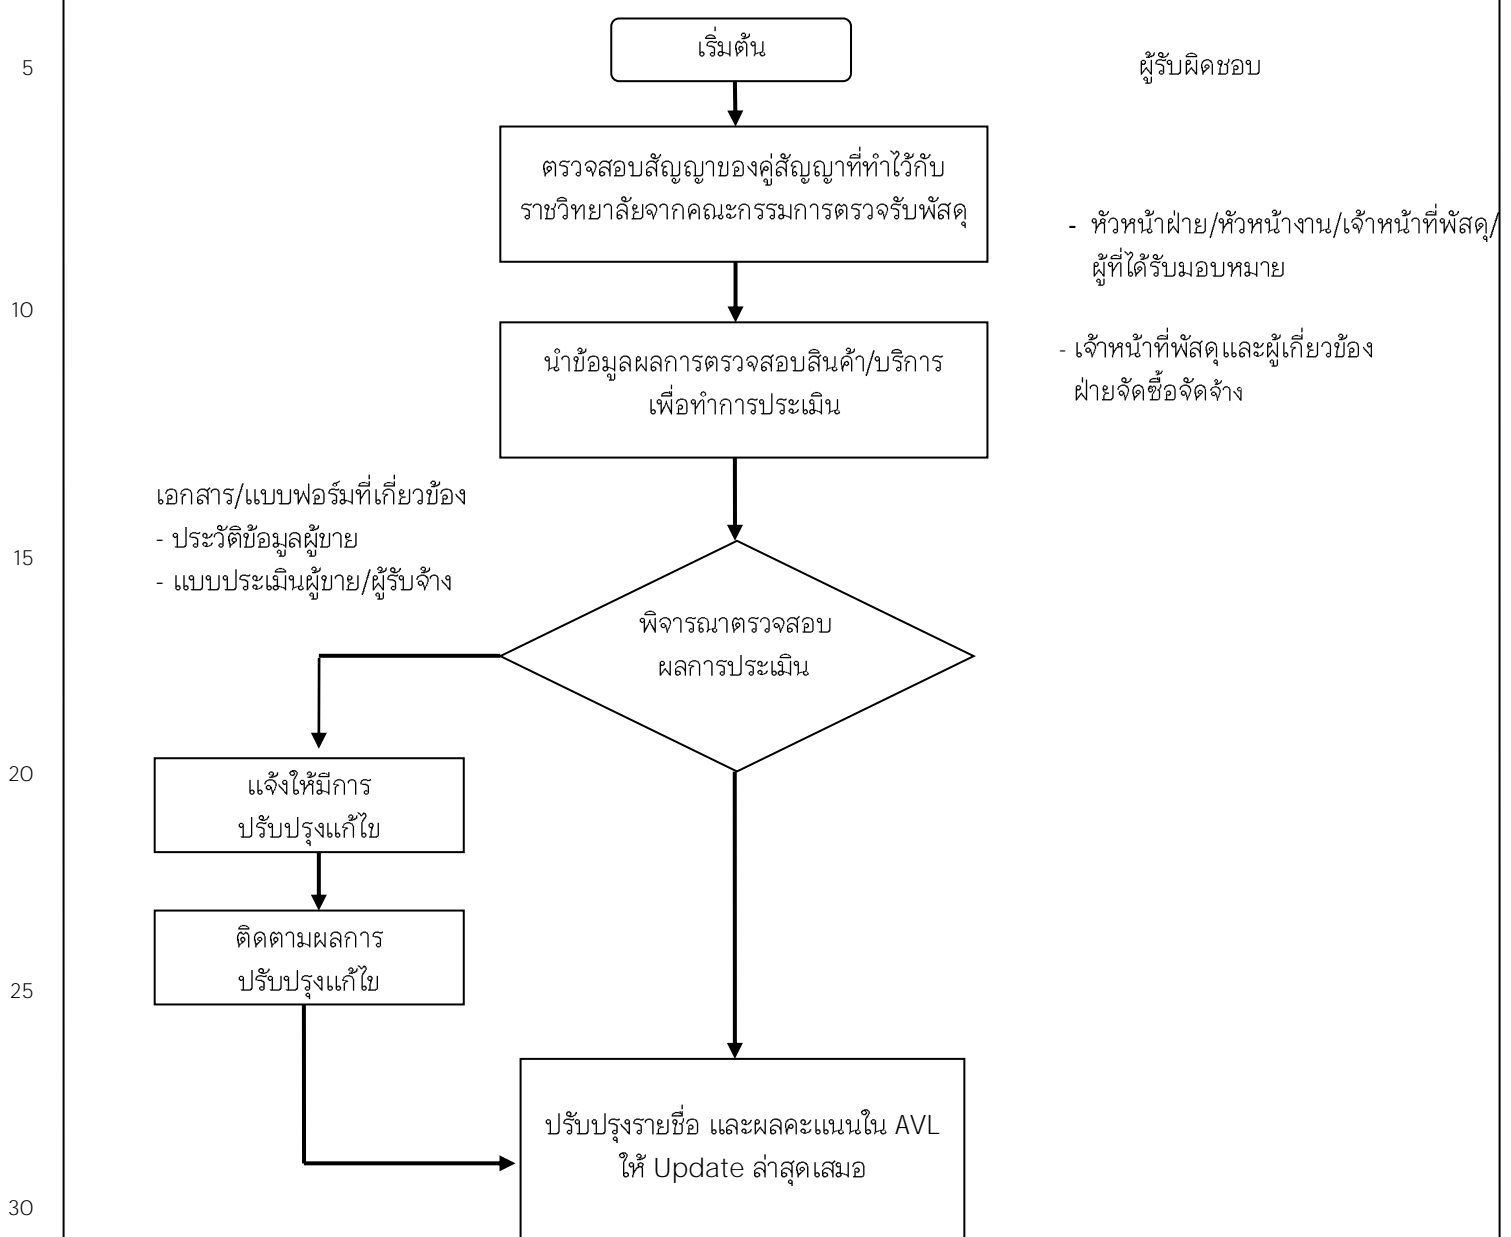 เริ่มต้น
5
ผู้รับผิดชอบ
ตรวจสอบสัญญาของคู่สัญญาที่ทำไว้กับ
ราชวิทยาลัยจากคณะกรรมการตรวจรับพัสดุ
- หัวหน้าฝ่าย/หัวหน้างาน/เจ้าหน้าที่พัสดุ/
ผู้ที่ได้รับมอบหมาย
10
นำข้อมูลผลการตรวจสอบสินค้า/บริการ
เพื่อทำการประเมิน
- เจ้าหน้าที่พัสดุและผู้เกี่ยวข้อง
ฝ่ายจัดซื้อจัดจ้าง
เอกสาร/แบบฟอร์มที่เกี่ยวข้อง
- ประวัติข้อมูลผู้ขาย
15
- แบบประเมินผู้ขาย/ผู้รับจ้าง
พิจารณาตรวจสอบ
ผลการประเมิน
20
แจ้งให้มีการ
ปรับปรุงแก้ไข
ติดตามผลการ
ปรับปรุงแก้ไข
25
ปรับปรุงรายชื่อ และผลคะแนนใน AVL
ให้ Update ล่าสุดเสมอ
30